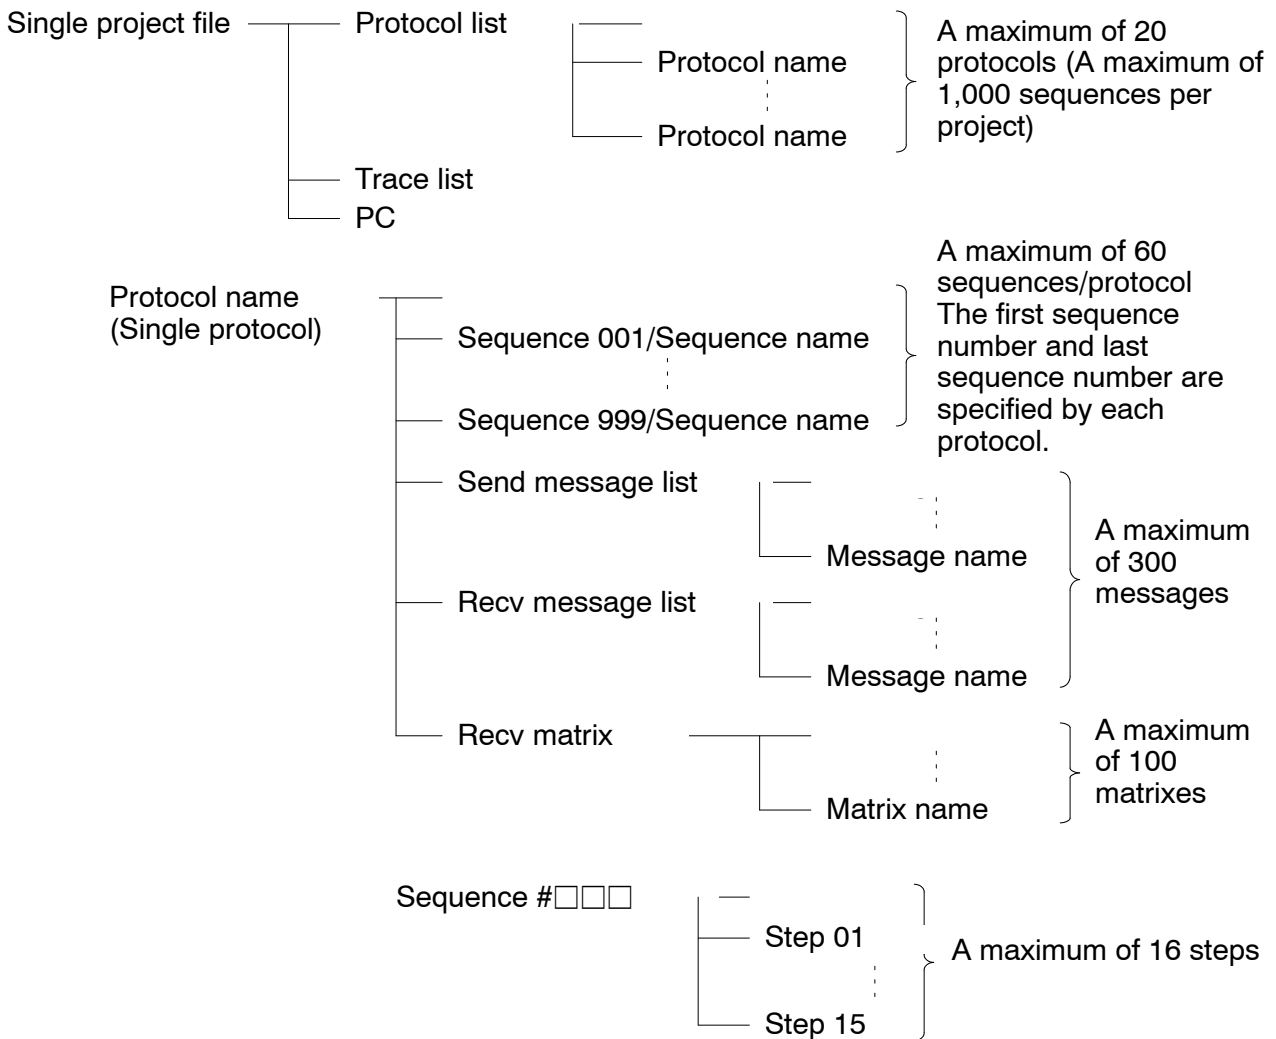 Single project file
Protocol list
Protocol name
Protocol name
A maximum of 20
protocols (A maximum of
1,000 sequences per
project)
Trace list
PC
Protocol name
(Single protocol)
Sequence 001/Sequence name
Sequence 999/Sequence name
A maximum of 60
sequences/protocol
The first sequence
number and last
sequence number are
specified by each
protocol.
Send message list
Message name
Recv message list
Message name
A maximum
of 300
messages
Recv matrix
Matrix name
A maximum
of 100
matrixes
Sequence #□□□
Step 01
Step 15
A maximum of 16 steps